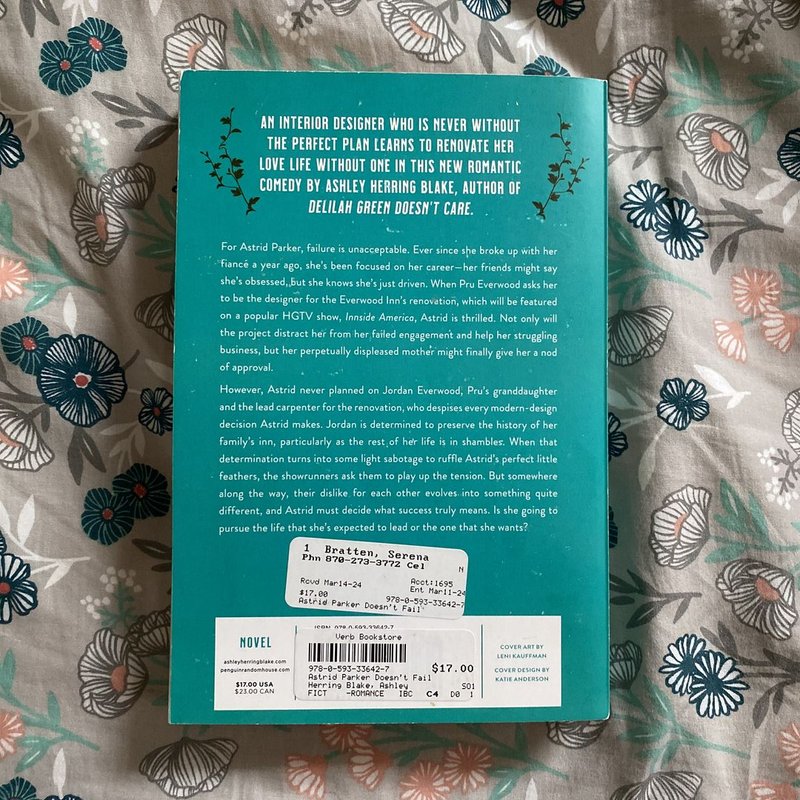 AN INTERIOR DESIGNER WHO IS NEVER WITHOUT
THE PERFECT PLAN LEARNS TO RENOVATE HER
LOVE LIFE WITHOUT ONE IN THIS NEW ROMANTIC
COMEDY BY ASHLEY HERRING BLAKE, AUTHOR OF
DELILAH GREEN DOESN'T CARE.
For Astrid Parker, failure is unacceptable. Ever since she broke up with her
fiancé a year ago, she's been focused on her career—her friends might say
she's obsessed, but she knows she's just driven. When Pru Everwood asks her
to be the designer for the Everwood Inn's renovation, which will be featured
on a popular HGTV show, Innside America, Astrid is thrilled. Not only will
the project distract her from her failed engagement and help her struggling
business, but her perpetually displeased mother might finally give her a nod
of approval.
However, Astrid never planned on Jordan Everwood, Pru's granddaughter
and the lead carpenter for the renovation, who despises every modern-design
decision Astrid makes. Jordan is determined to preserve the history of her
family's inn, particularly as the rest of her life is in shambles. When that
determination turns into some light sabotage to ruffle Astrid's perfect little
feathers, the showrunners ask them to play up the tension. But somewhere
along the way, their dislike for each other evolves into something quite
different, and Astrid must decide what success truly means. Is she going to
pursue the life that she's expected to lead or the one that she wants?
1 Bratten, Serena
Phn 870-273-3772 Cel
N
Rcvd Mar14-24 Acct:1695
Ent Mar11-24
$17.00 978-0-593-33642-7
Astrid Parker Doesn't Fail
ISBN 978-0-593-33642-7
NOVEL
ashleyherringblake.com
penguinrandomhouse.com
$17.00 USA
$23.00 CAN
Verb Bookstore
978-0-593-33642-7 $17.00
Astrid Parker Doesn't Fail
Herring Blake, Ashley S01
FICT -ROMANCE IBC C4 D0 1
COVER ART BY
LENI KAUFFMAN
COVER DESIGN BY
KATIE ANDERSON